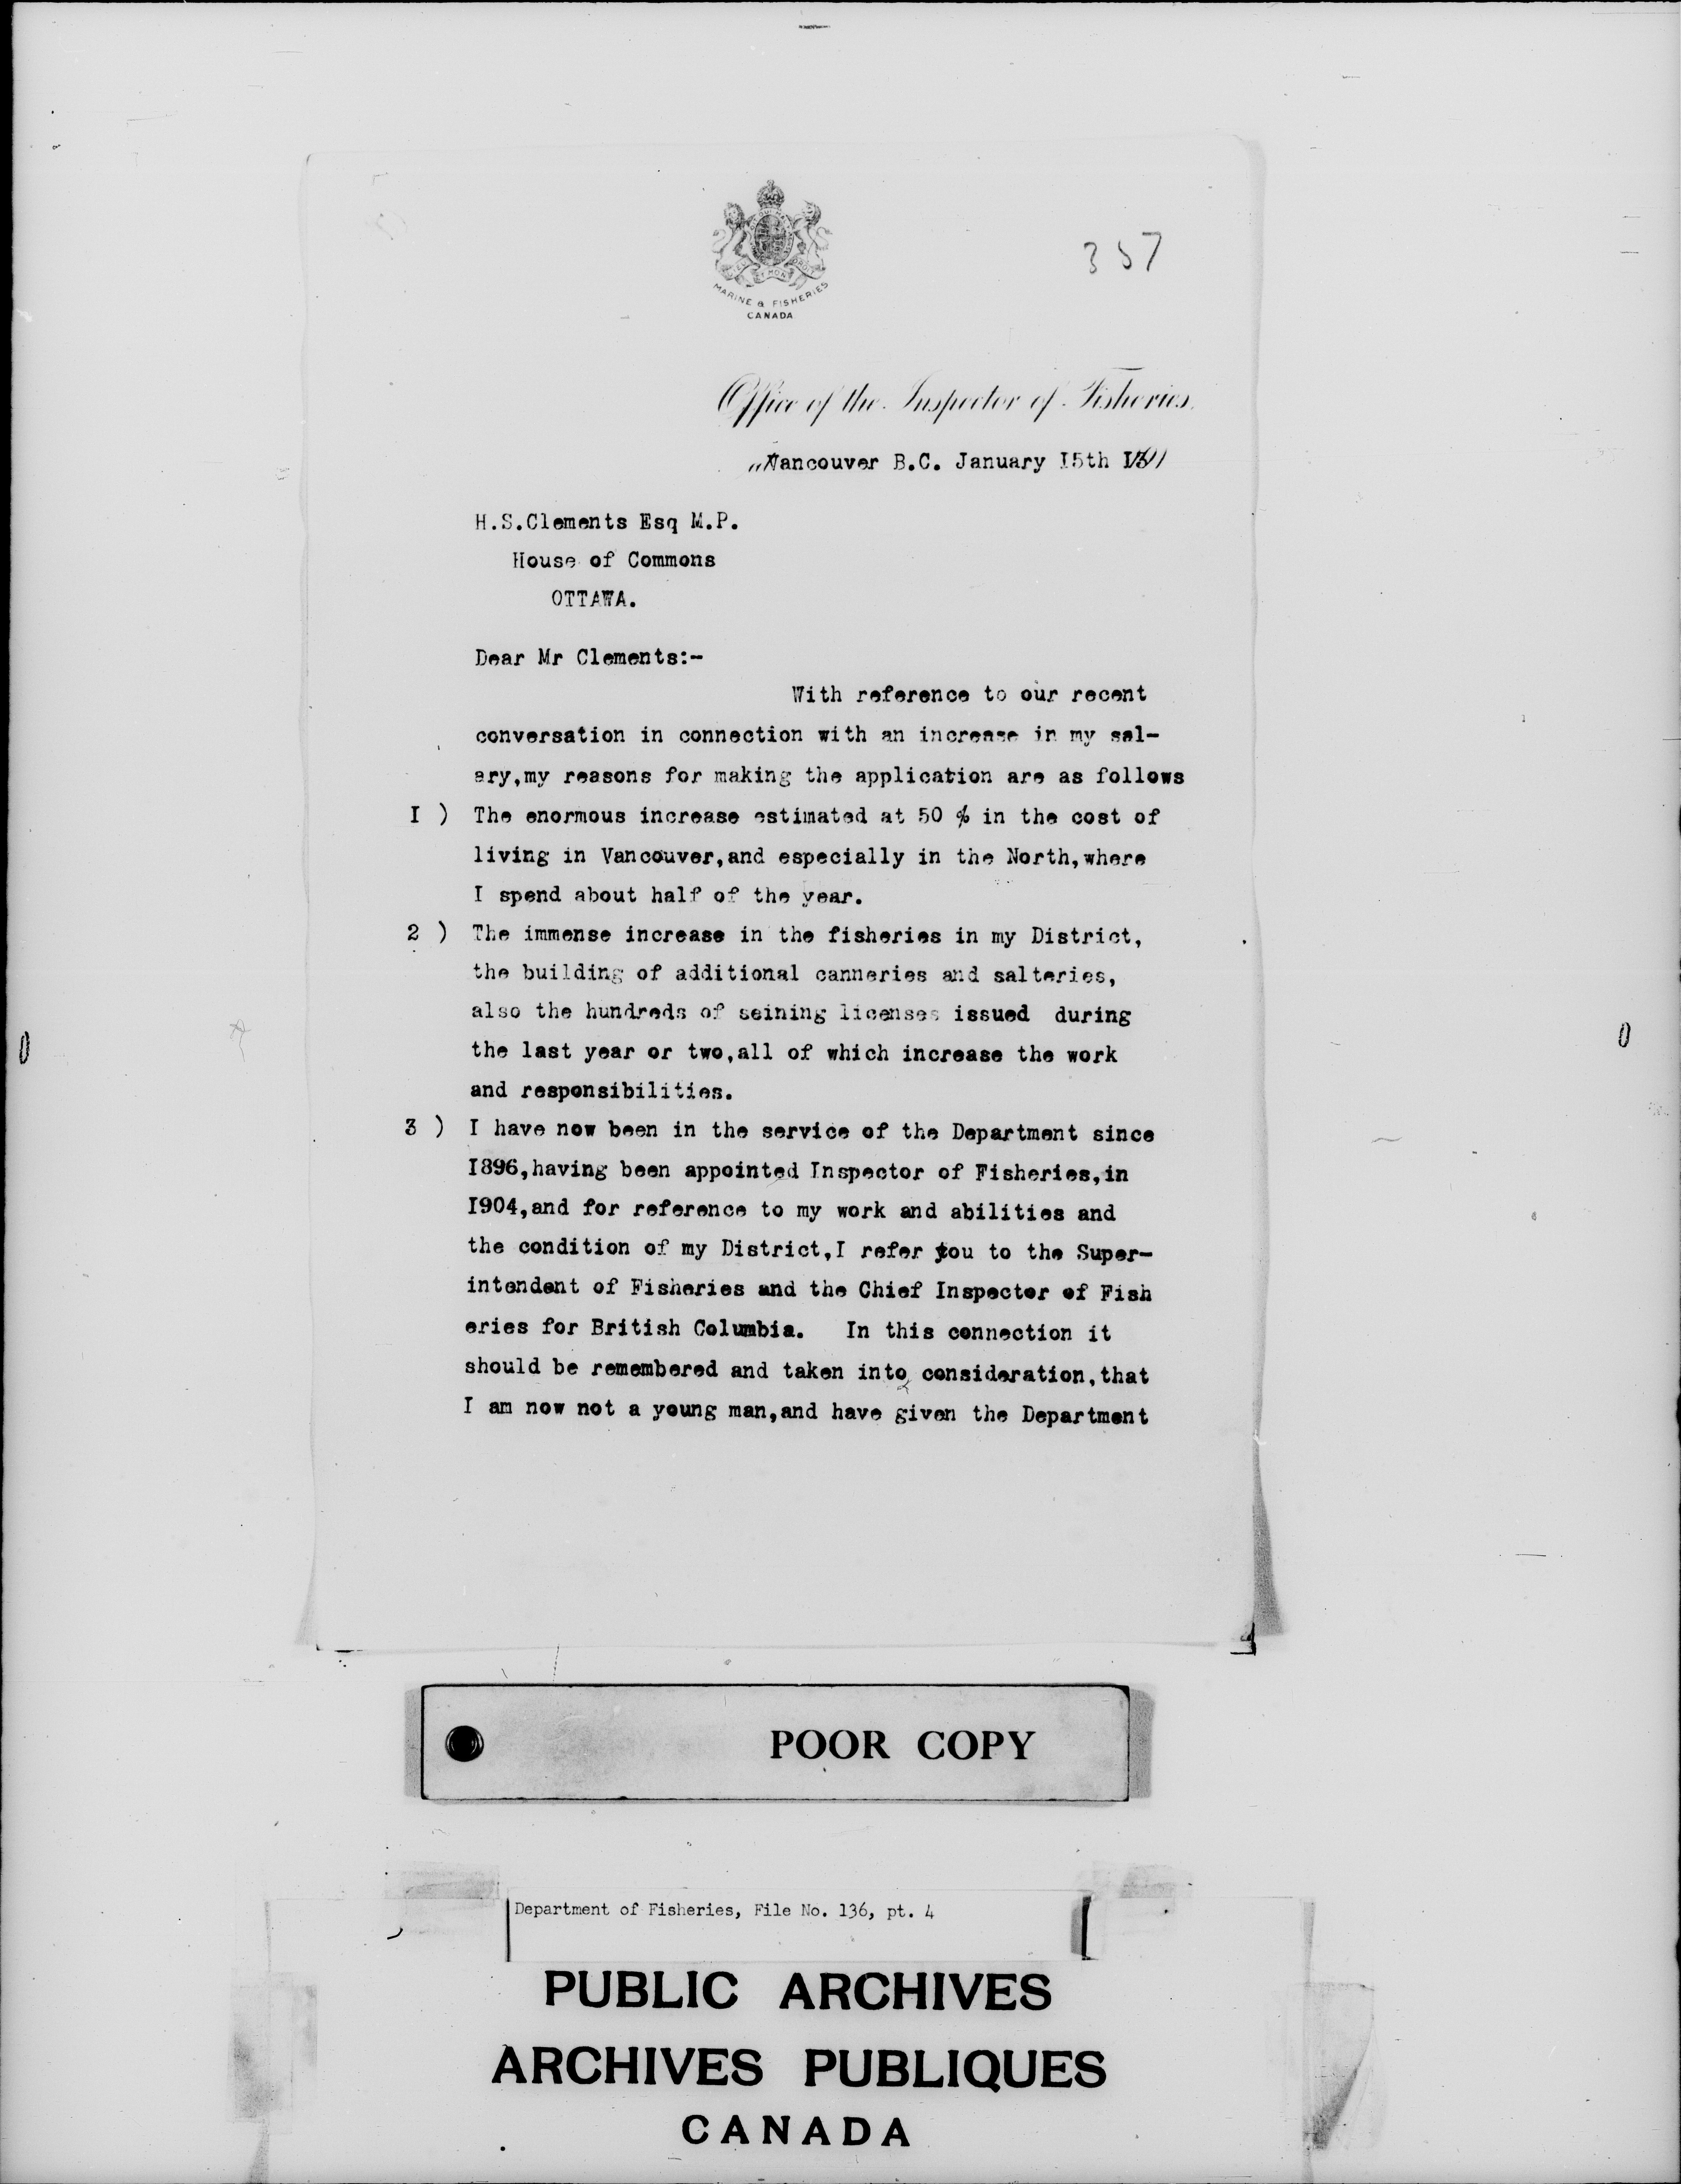 357
MARINE & FISHERIES
CANADA
Office of the Inspector of Fisheries.
Vancouver B.C. January I5th
H.S.Clements Esq M.P.
House of Commons
OTTAWA.
Dear Mr Clements:-
With reference to our recent
conversation in connection with an increase in my sal-
ary,my reasons for making the application are as follows
I ) The enormous increase estimated at 50 % in the cost of
living in Vancouver,and especially in the North,where
I spend about half of the year.
2 ) The immense increase in the fisheries in my District,
the building of additional canneries and salteries,
also the hundreds of seining licenses issued during
the last year or two,all of which increase the work
and responsibilities.
3 ) I have now been in the service of the Department since
I896,having been appointed Inspector of Fisheries,in
I904,and for reference to my work and abilities and
the condition of my District,I refer you to the Super-
intendent of Fisheries and the Chief Inspector of Fish
eries for British Columbia. In this connection it
should be remembered and taken into consideration,that
I am now not a young man,and have given the Department
POOR COPY
Department of Fisheries, File No. 136, pt. 4
PUBLIC ARCHIVES
ARCHIVES PUBLIQUES
CANADA